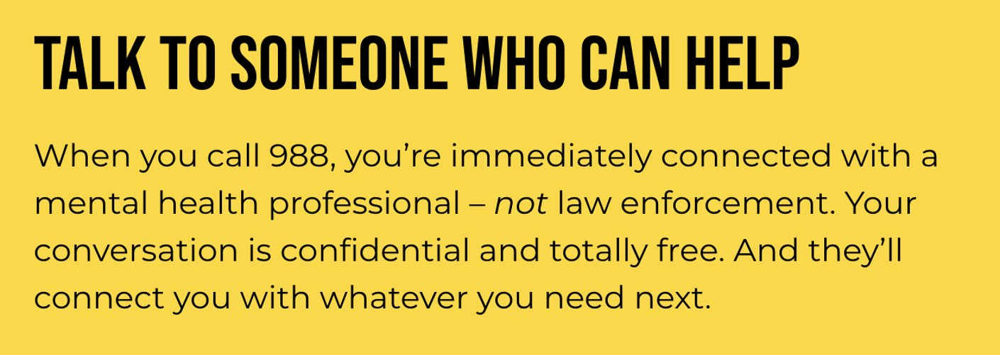 TALK TO SOMEONE WHO CAN HELP
When you call 988, you’re immediately connected with a
mental health professional – not law enforcement. Your
conversation is confidential and totally free. And they’ll
connect you with whatever you need next.